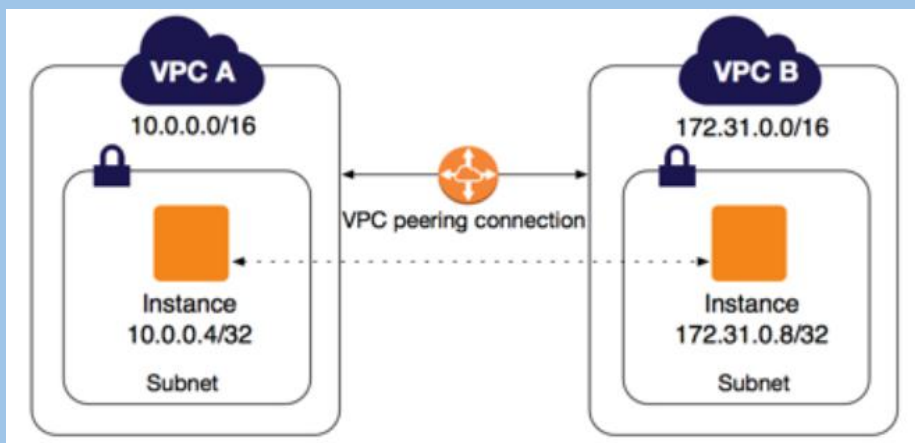 VPC A
10.0.0.0/16
Instance
10.0.0.4/32
Subnet
VPC peering connection
VPC B
172.31.0.0/16
Instance
172.31.0.8/32
Subnet